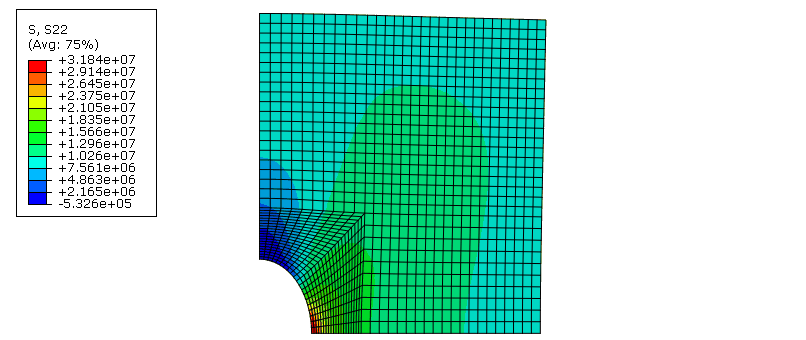 S, S22
(Avg: 75%)
+3.184e+07
+2.914e+07
+2.645e+07
+2.375e+07
+2.105e+07
+1.835e+07
+1.566e+07
+1.296e+07
+1.026e+07
+7.561e+06
+4.863e+06
+2.165e+06
-5.326e+05